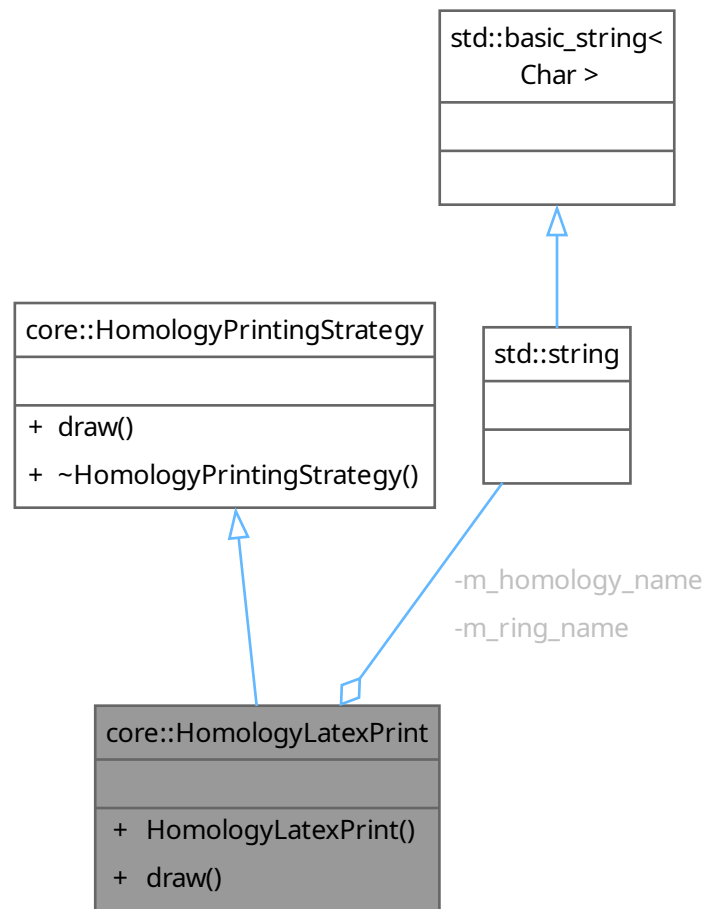 std::basic_string<
Char >
core::HomologyPrintingStrategy
+ draw()
+ ~HomologyPrintingStrategy()
std::string
-m_homology_name
-m_ring_name
core::HomologyLatexPrint
+ HomologyLatexPrint()
+ draw()